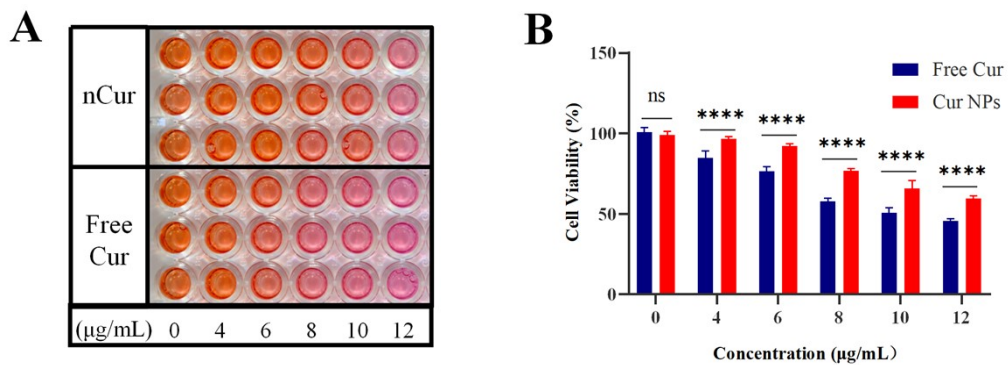 A
nCur
Free
Cur
(μg/mL) 0 4 6 8 10 12
B
150
100
50
0
Cell Viability (%)
Free Cur
Cur NPs
ns
****
****
****
****
****
0 4 6 8 10 12
Concentration (μg/mL）